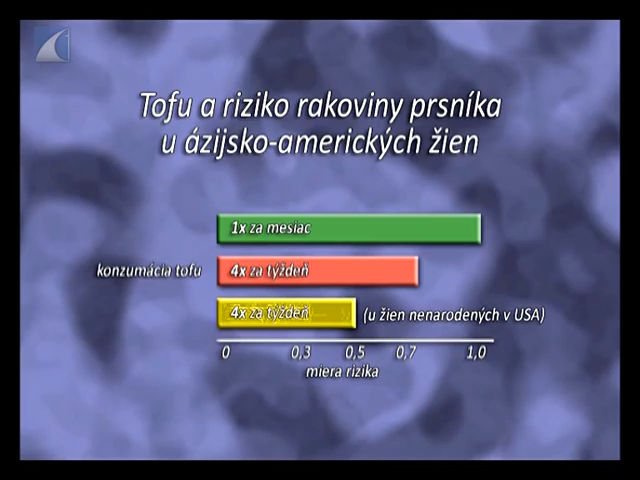 Tofu a riziko rakoviny prsníka
u ázijsko-amerických žien
1x za mesiac
konzumácia tofu
4x za týždeň
4x za týždeň
(u žien nenarodených v USA)
0 0,3 0,5 0,7 1,0
miera rizika